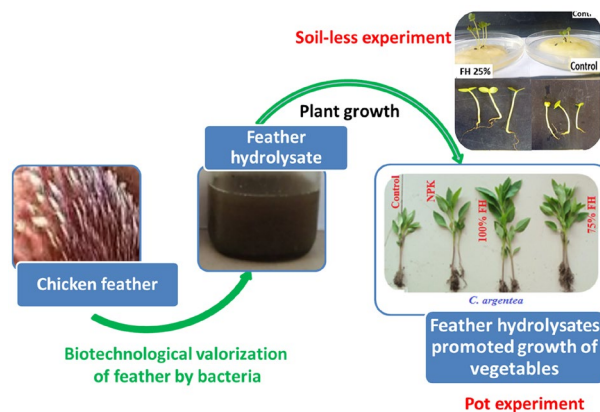 Soil-less experiment
Cont
FH 25%
Control
Plant growth
Feather
hydrolysate
Chicken feather
Control
NPK
100% FH
75% FH
C. argentea
Biotechnological valorization
of feather by bacteria
Feather hydrolysates
promoted growth of
vegetables
Pot experiment